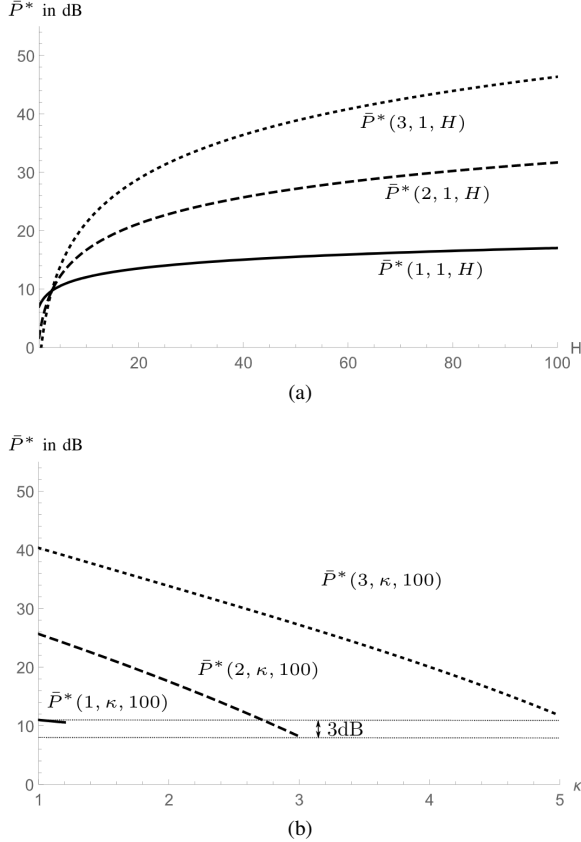 P̄* in dB
50
40
30
20
10
0
P̄*(3, 1, H)
P̄*(2, 1, H)
P̄*(1, 1, H)
20 40 60 80 100 H
(a)
P̄* in dB
50
40
30
20
10
0
P̄*(3, κ, 100)
P̄*(2, κ, 100)
P̄*(1, κ, 100)
3dB
1 2 3 4 5 κ
(b)